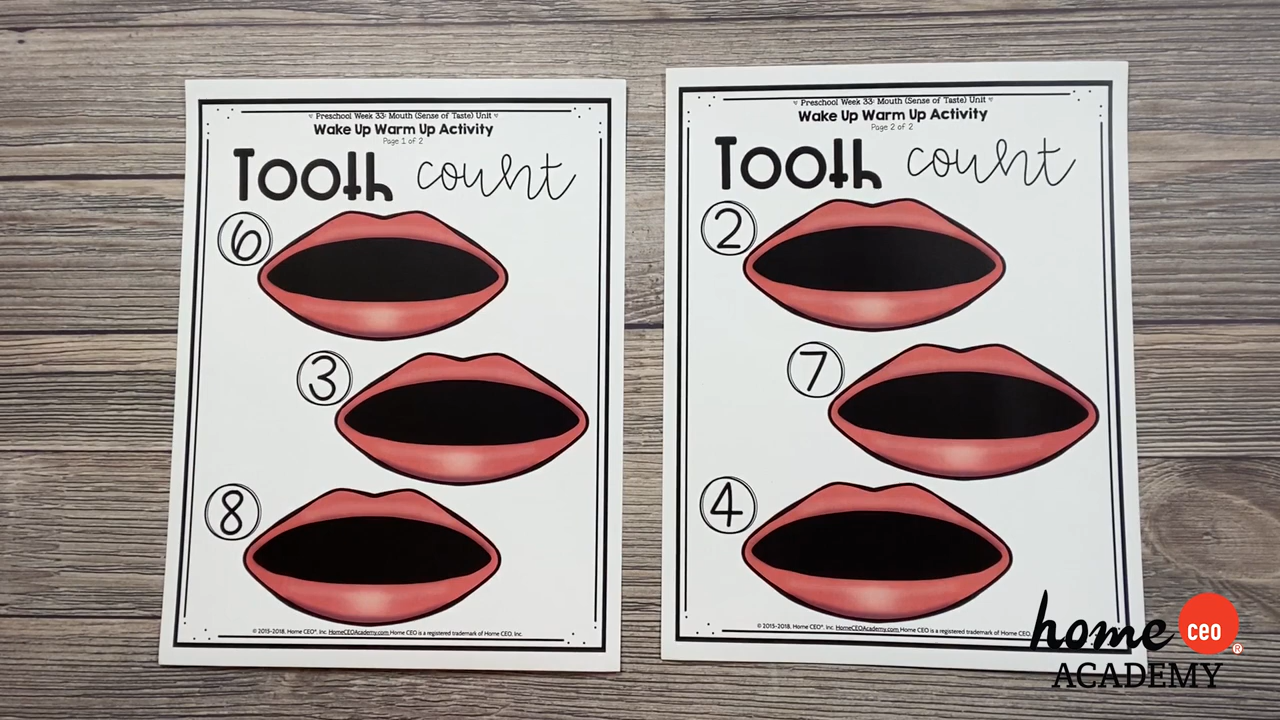 Preschool Week 33: Mouth (Sense of Taste) Unit
Wake Up Warm Up Activity
Page 1 of 2
Tooth count
6
3
8
© 2015-2018, Home CEO®, Inc. HomeCEOAcademy.com Home CEO is a registered trademark of Home CEO, Inc.
Preschool Week 33: Mouth (Sense of Taste) Unit
Wake Up Warm Up Activity
Page 2 of 2
Tooth count
2
7
4
© 2015-2018, Home CEO®, Inc. HomeCEOAcademy.com Home CEO is a registered trademark of Home CEO,
home ceo®
ACADEMY